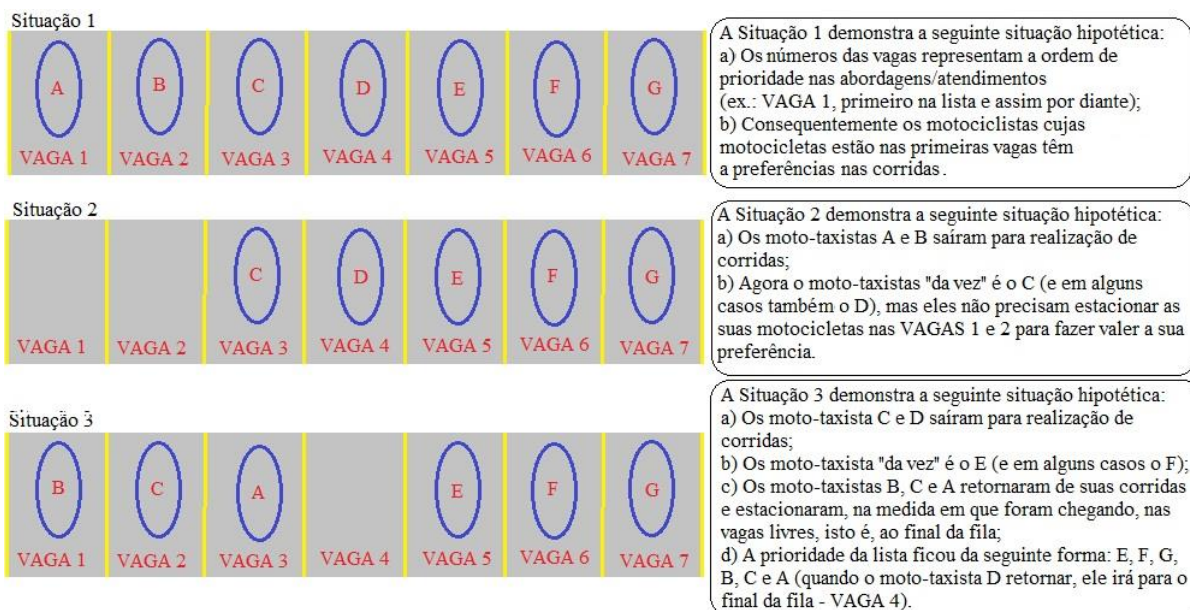 Situação 1
A B C D E F G
VAGA 1 VAGA 2 VAGA 3 VAGA 4 VAGA 5 VAGA 6 VAGA 7
A Situação 1 demonstra a seguinte situação hipotética:
a) Os números das vagas representam a ordem de
prioridade nas abordagens/atendimentos
(ex.: VAGA 1, primeiro na lista e assim por diante);
b) Consequentemente os motociclistas cujas
motocicletas estão nas primeiras vagas têm
a preferências nas corridas.
Situação 2
C D E F G
VAGA 1 VAGA 2 VAGA 3 VAGA 4 VAGA 5 VAGA 6 VAGA 7
A Situação 2 demonstra a seguinte situação hipotética:
a) Os moto-taxistas A e B saíram para realização de
corridas;
b) Agora o moto-taxistas "da vez" é o C (e em alguns
casos também o D), mas eles não precisam estacionar as
suas motocicletas nas VAGAS 1 e 2 para fazer valer a sua
preferência.
Situação 3
B C A E F G
VAGA 1 VAGA 2 VAGA 3 VAGA 4 VAGA 5 VAGA 6 VAGA 7
A Situação 3 demonstra a seguinte situação hipotética:
a) Os moto-taxista C e D saíram para realização de
corridas;
b) Os moto-taxista "da vez" é o E (e em alguns casos o F);
c) Os moto-taxistas B, C e A retornaram de suas corridas
e estacionaram, na medida em que foram chegando, nas
vagas livres, isto é, ao final da fila;
d) A prioridade da lista ficou da seguinte forma: E, F, G,
B, C e A (quando o moto-taxista D retornar, ele irá para o
final da fila - VAGA 4).